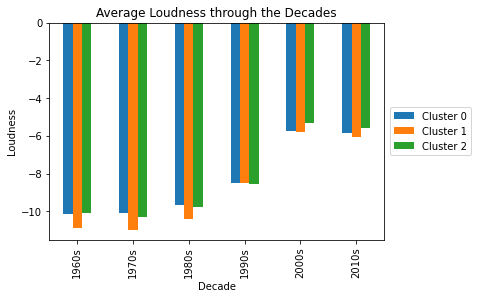 Average Loudness through the Decades
0
−2
−4
−6
−8
−10
Loudness
1960s
1970s
1980s
1990s
2000s
2010s
Decade
Cluster 0
Cluster 1
Cluster 2